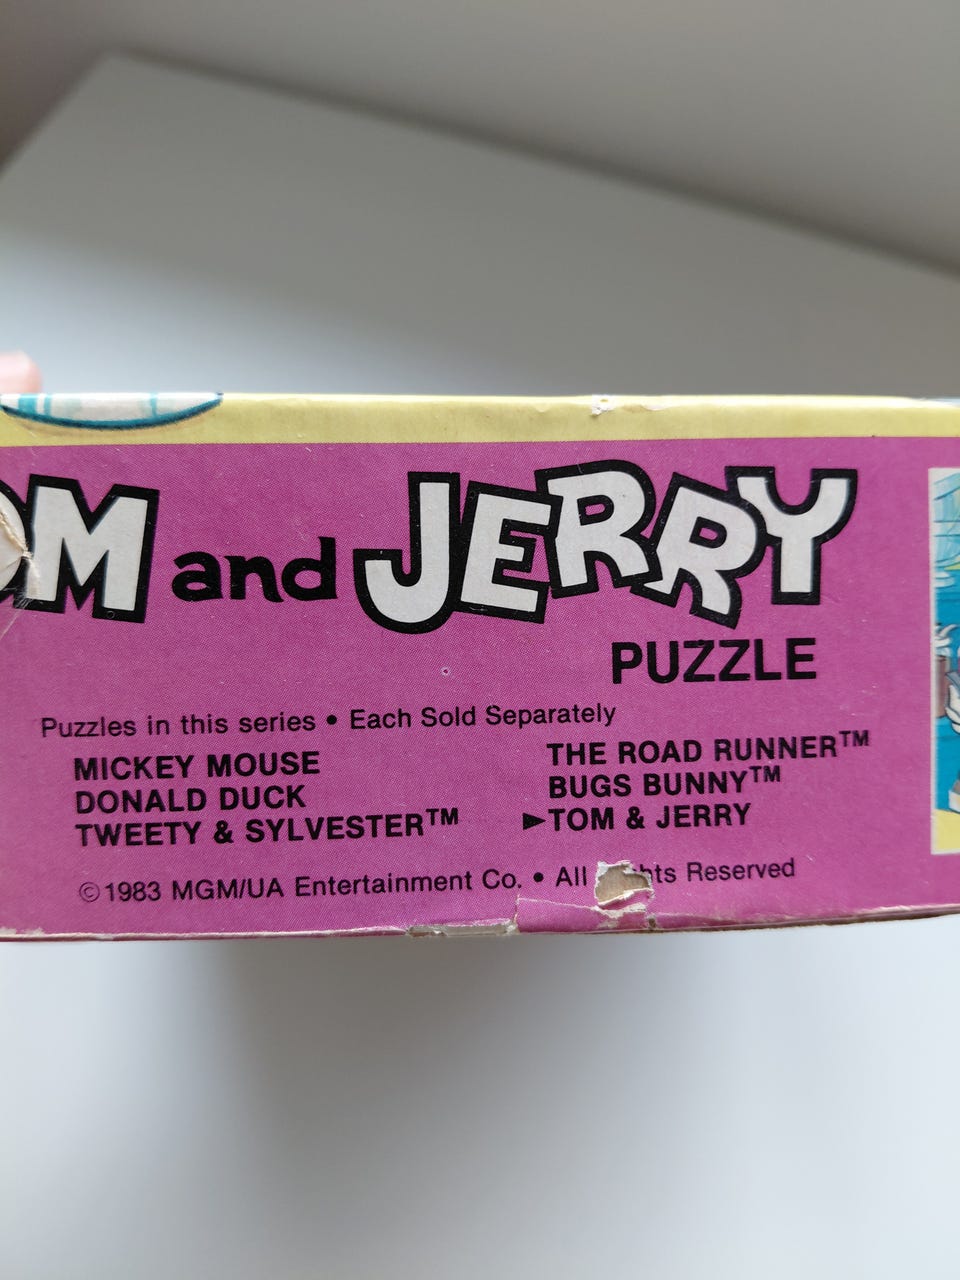 OM and JERRY
PUZZLE
Puzzles in this series • Each Sold Separately
MICKEY MOUSE
DONALD DUCK
TWEETY & SYLVESTER™
THE ROAD RUNNER™
BUGS BUNNY™
►TOM & JERRY
©1983 MGM/UA Entertainment Co. • All hts Reserved